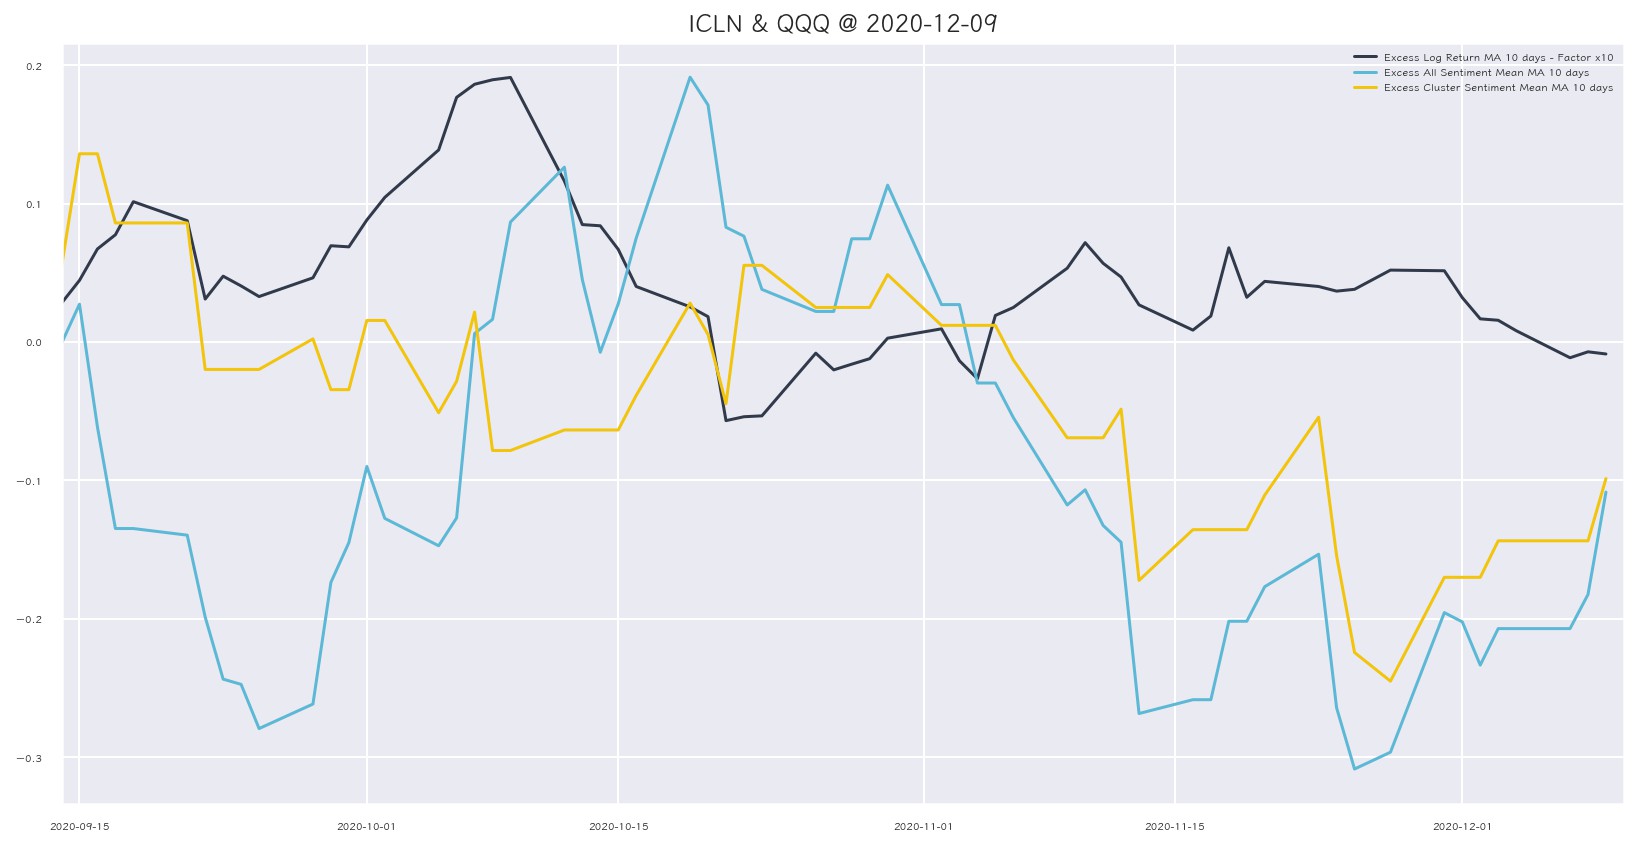 ICLN & QQQ @ 2020-12-09
Excess Log Return MA 10 days - Factor x10
Excess All Sentiment Mean MA 10 days
Excess Cluster Sentiment Mean MA 10 days
0.2
0.1
0.0
−0.1
−0.2
−0.3
2020-09-15 2020-10-01 2020-10-15 2020-11-01 2020-11-15 2020-12-01